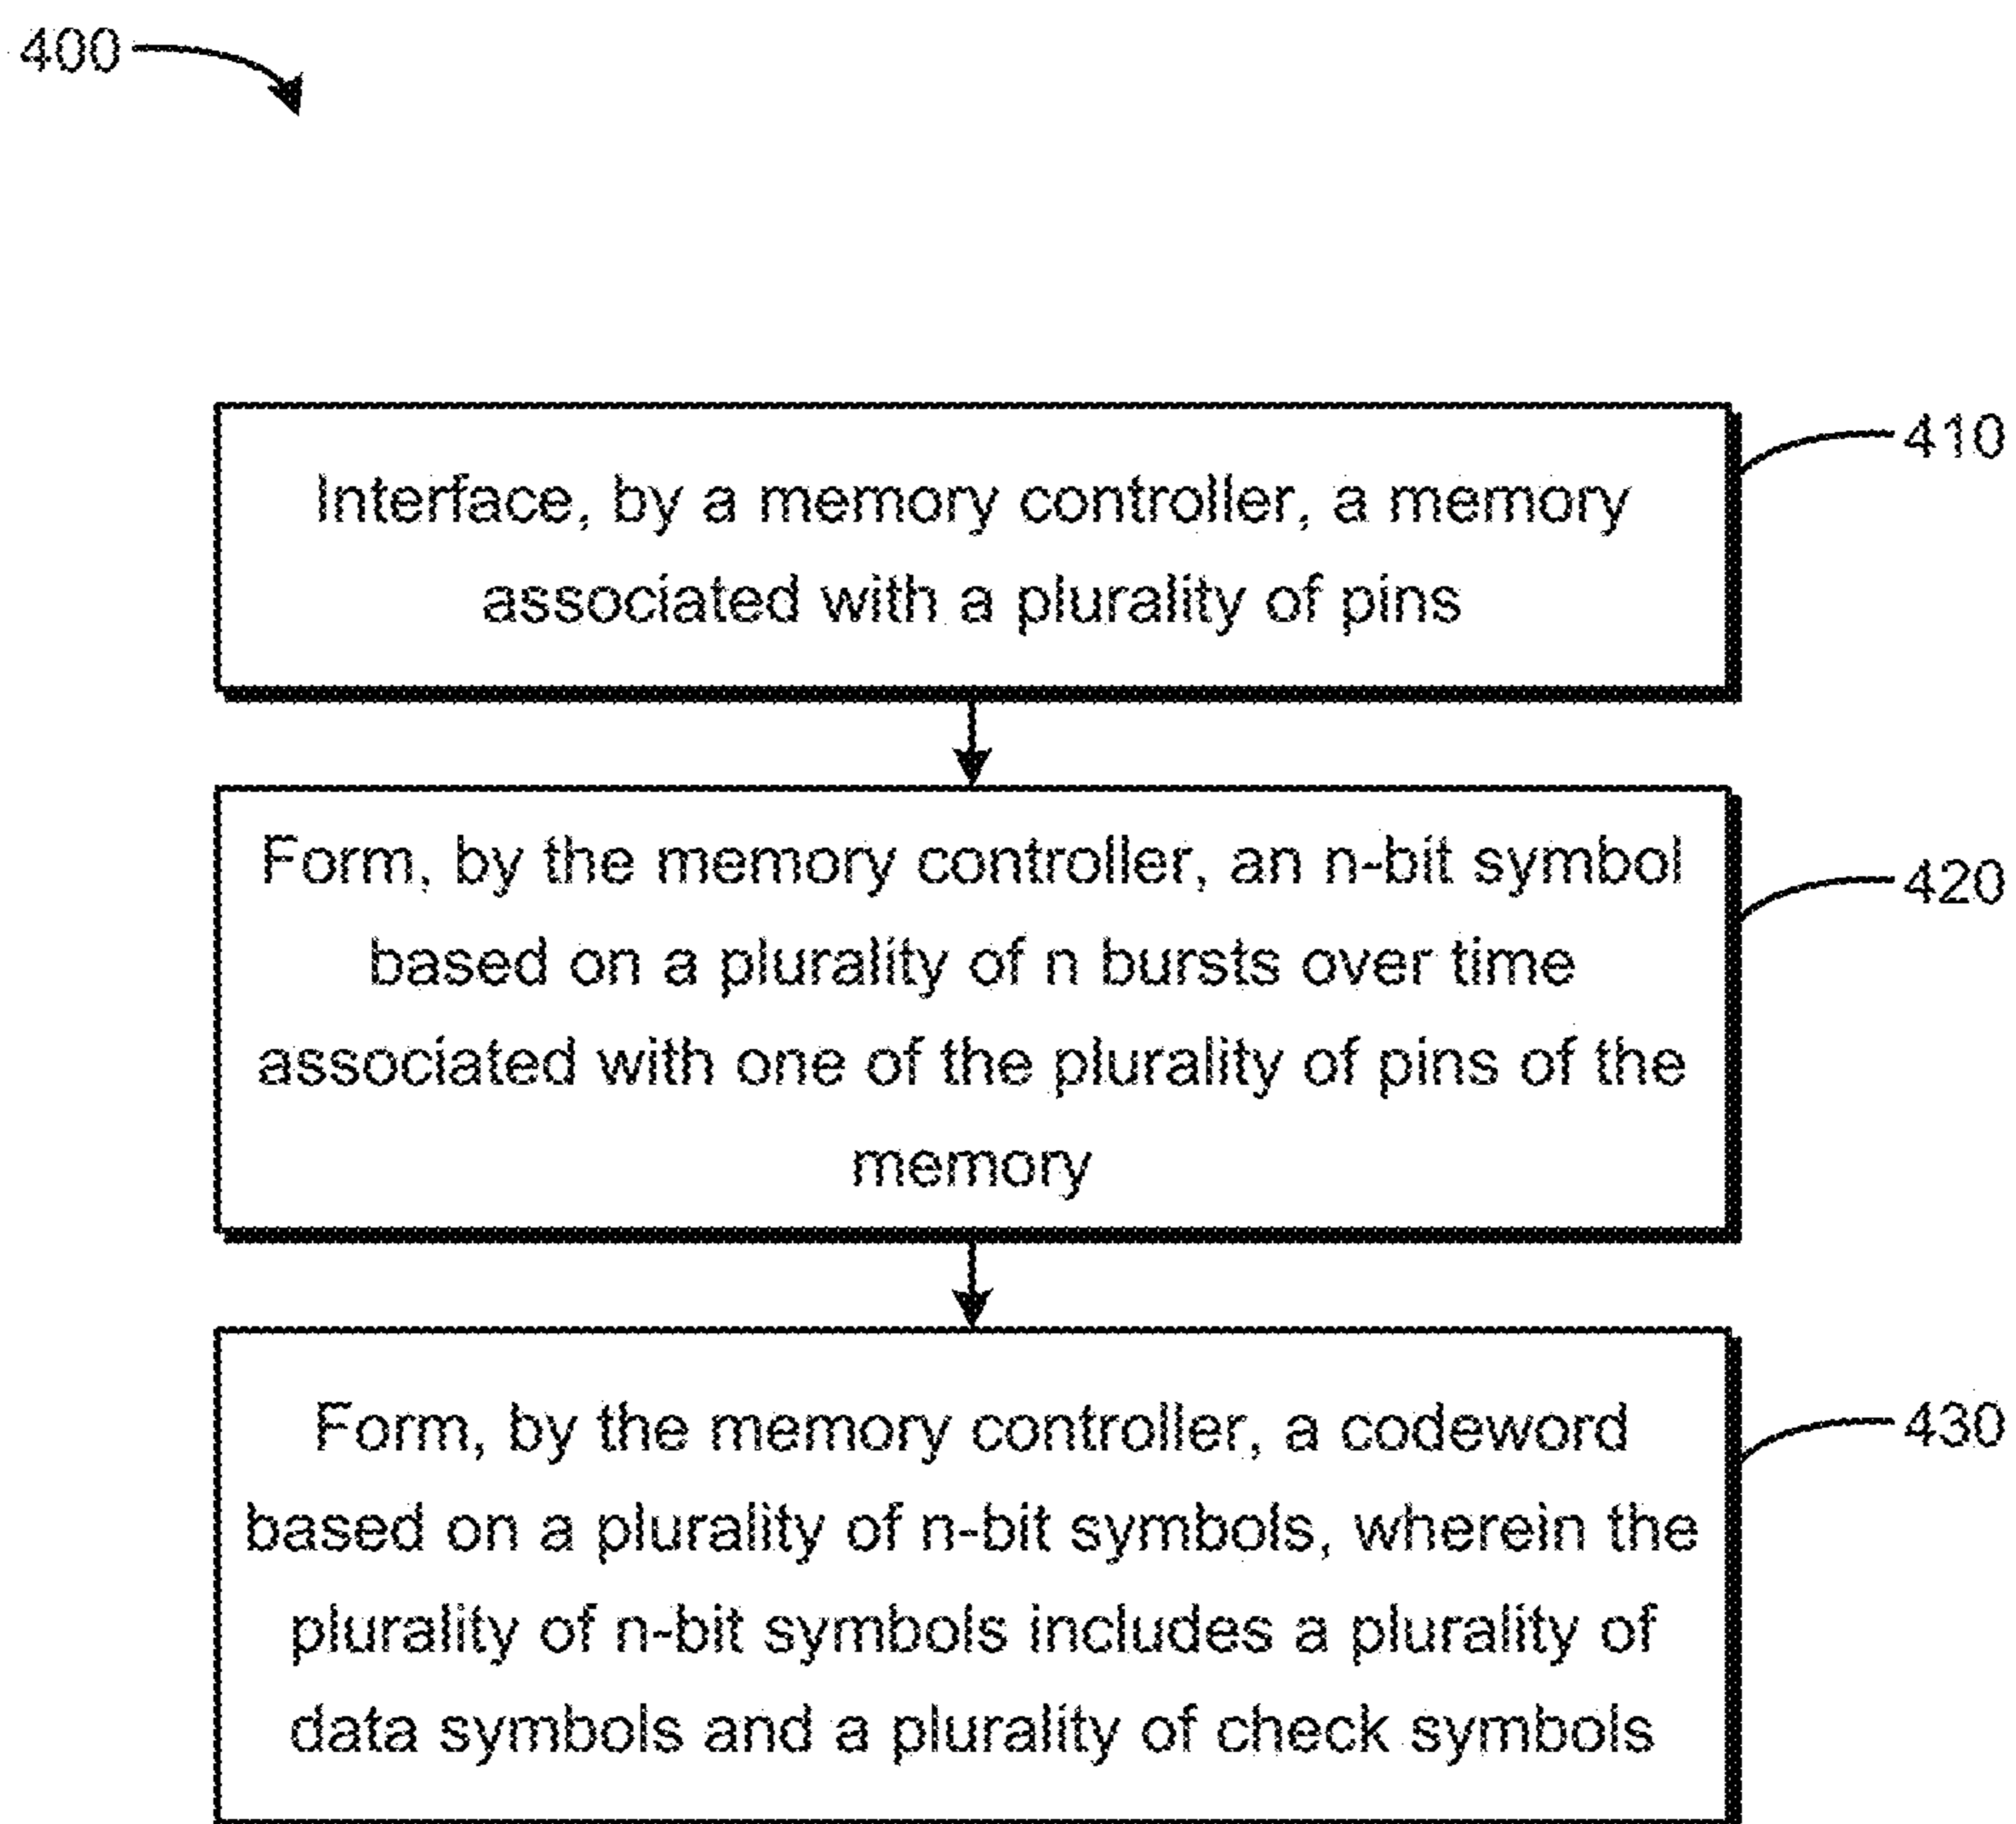 400
410
Interface, by a memory controller, a memory
associated with a plurality of pins
420
Form, by the memory controller, an n-bit symbol
based on a plurality of n bursts over time
associated with one of the plurality of pins of the
memory
430
Form, by the memory controller, a codeword
based on a plurality of n-bit symbols, wherein the
plurality of n-bit symbols includes a plurality of
data symbols and a plurality of check symbols